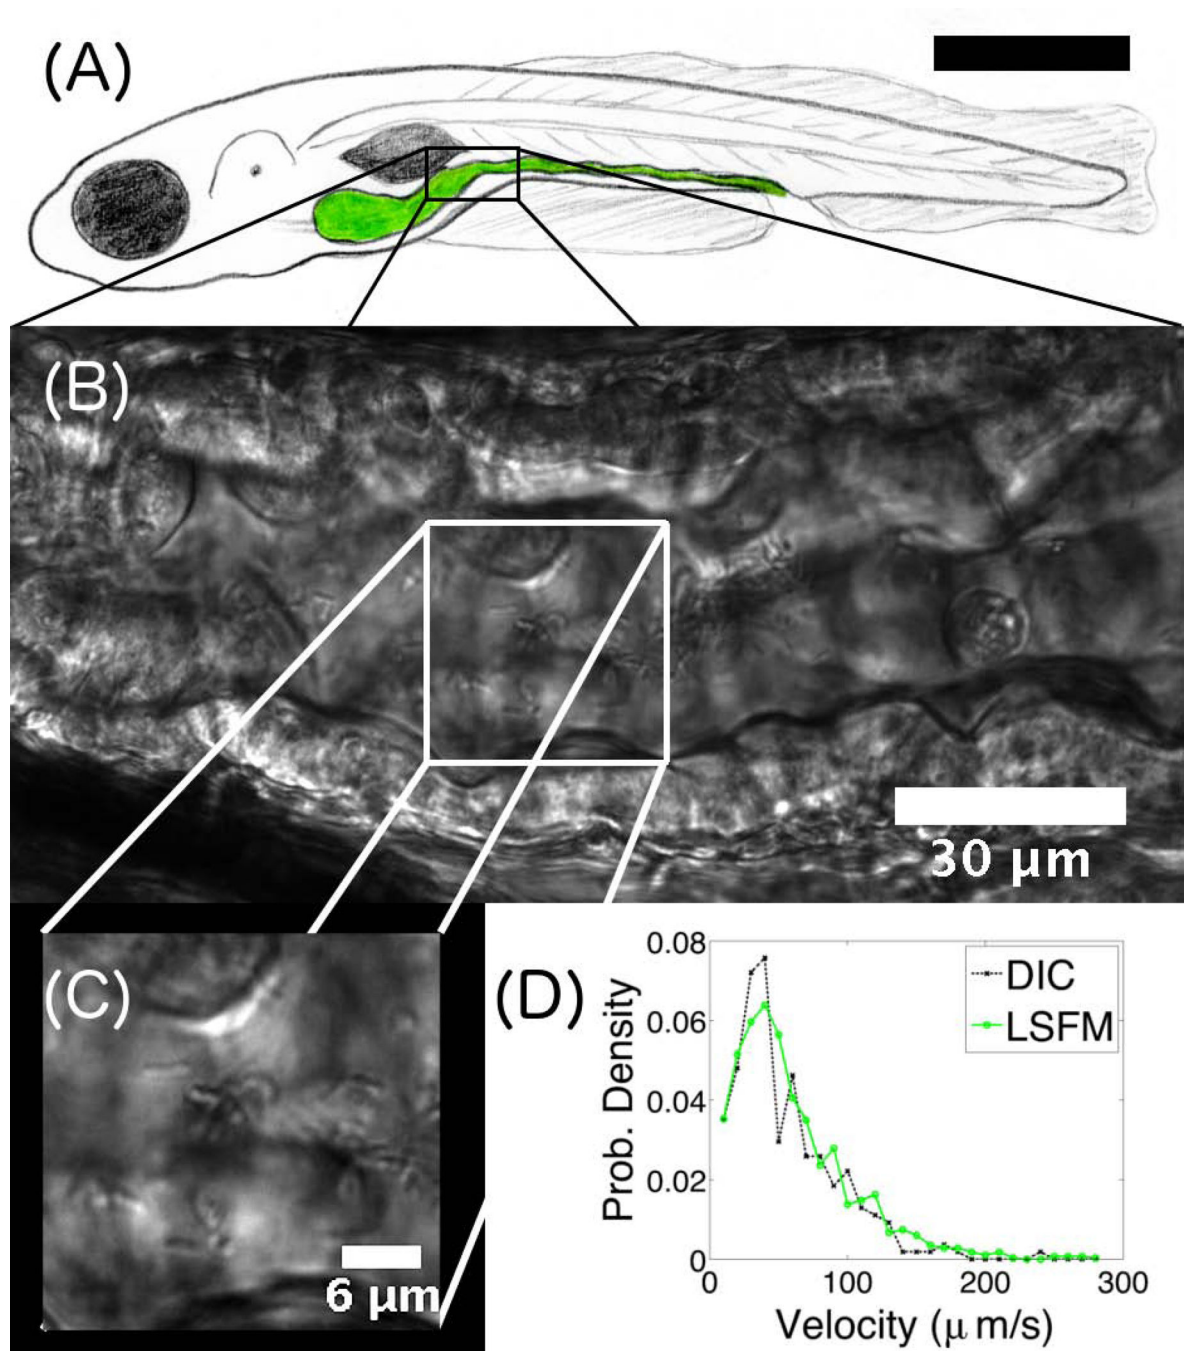 (A)
(B)
30 μm
(C)
6 μm
(D)
0.08
0.06
0.04
0.02
0
Prob. Density
DIC
LSFM
0
100
200
300
Velocity (μ m/s)